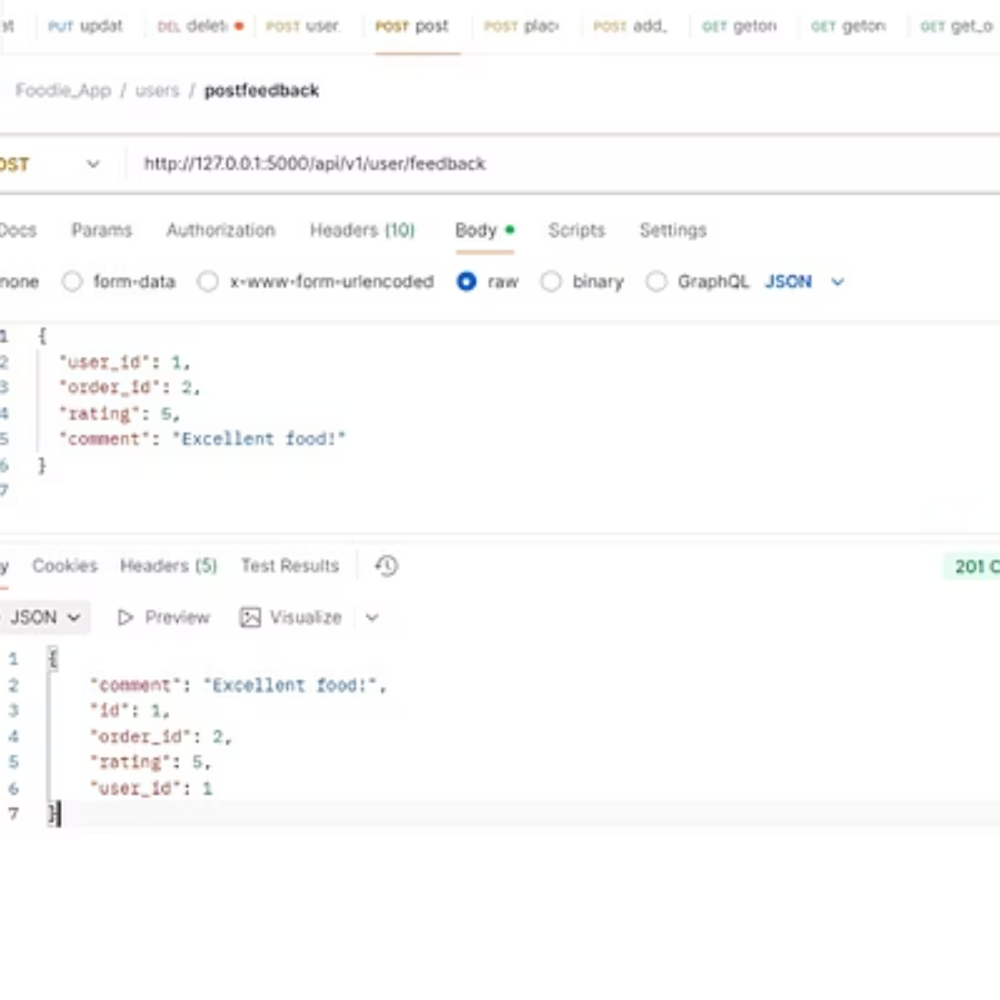 st PUT updat DEL delet POST user. POST post POST plac POST add_ GET geton GET geton GET get_o
Foodie_App / users / postfeedback
OST http://127.0.0.1:5000/api/v1/user/feedback
Docs Params Authorization Headers (10) Body Scripts Settings
none form-data x-www-form-urlencoded raw binary GraphQL JSON
1 {
2 "user_id": 1,
3 "order_id": 2,
4 "rating": 5,
5 "comment": "Excellent food!"
6 }
7
y Cookies Headers (5) Test Results 201 C
JSON Preview Visualize
1 {
2 "comment": "Excellent food!",
3 "id": 1,
4 "order_id": 2,
5 "rating": 5,
6 "user_id": 1
7 }